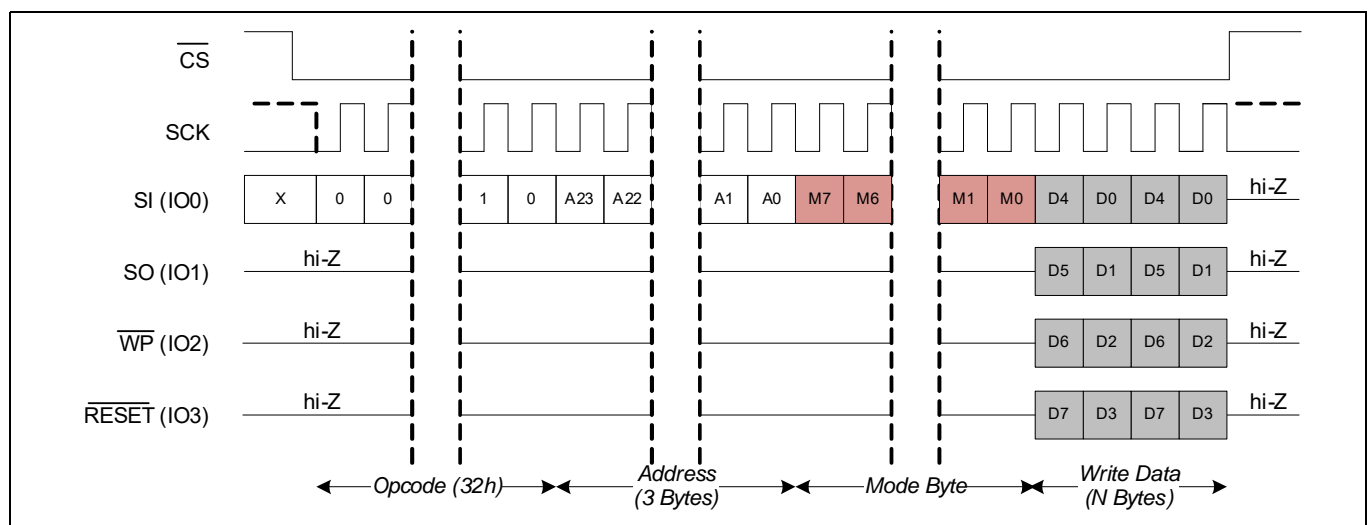 CS
SCK
SI (IO0) X 0 0 1 0 A23 A22 A1 A0 M7 M6 M1 M0 D4 D0 D4 D0 hi-Z
SO (IO1) hi-Z D5 D1 D5 D1 hi-Z
WP (IO2) hi-Z D6 D2 D6 D2 hi-Z
RESET (IO3) hi-Z D7 D3 D7 D3 hi-Z
Opcode (32h) Address Mode Byte Write Data
(3 Bytes) (N Bytes)